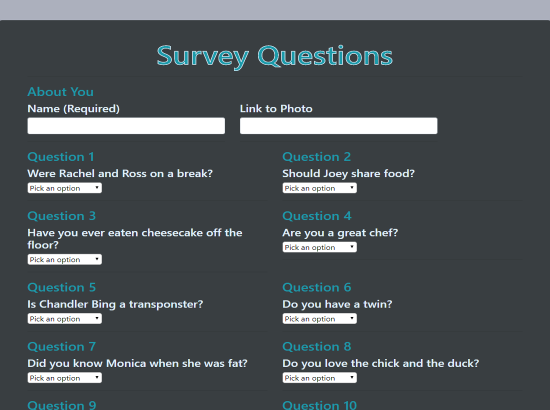 Survey Questions
About You
Name (Required) Link to Photo
Question 1 Question 2
Were Rachel and Ross on a break? Should Joey share food?
Pick an option Pick an option
Question 3 Question 4
Have you ever eaten cheesecake off the floor? Are you a great chef?
Pick an option Pick an option
Question 5 Question 6
Is Chandler Bing a transponster? Do you have a twin?
Pick an option Pick an option
Question 7 Question 8
Did you know Monica when she was fat? Do you love the chick and the duck?
Pick an option Pick an option
Question 9 Question 10